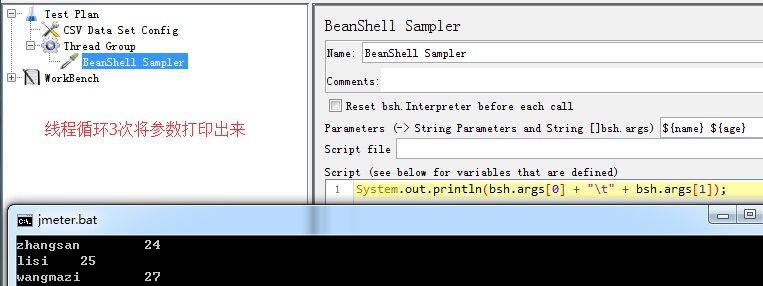 Test Plan
CSV Data Set Config
Thread Group
BeanShell Sampler
WorkBench
线程循环3次将参数打印出来
BeanShell Sampler
Name: BeanShell Sampler
Comments:
Reset bsh.Interpreter before each call
Parameters (-> String Parameters and String []bsh.args) ${name} ${age}
Script file
Script (see below for variables that are defined)
1 System.out.println(bsh.args[0] + "\t" + bsh.args[1]);
jmeter.bat
zhangsan 24
lisi 25
wangmazi 27